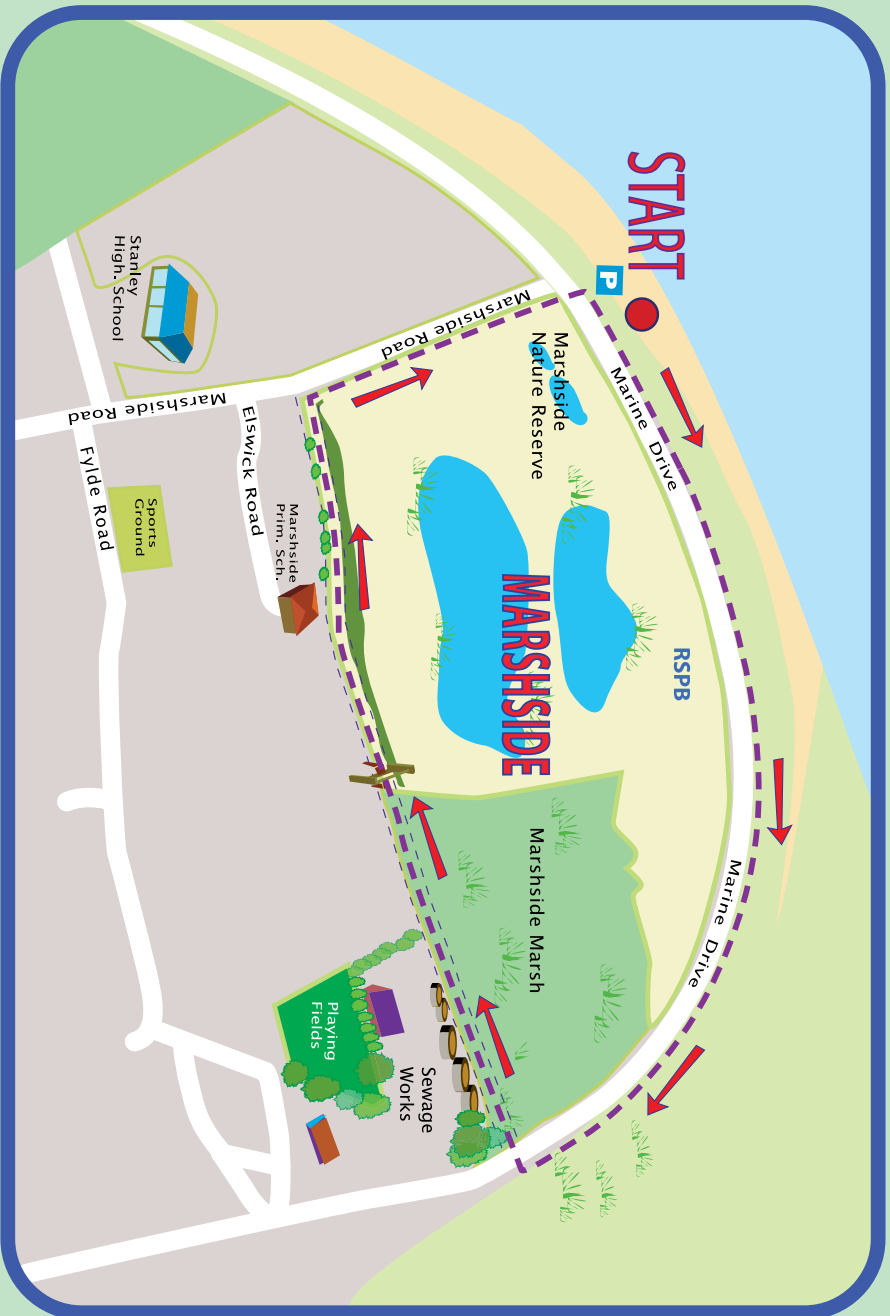 START
P
Marine Drive
RSPB
Marine Drive
Marshside
Nature Reserve
MARSHSIDE
Marshside Marsh
Marshside Road
Marshside Road
Stanley
High. School
Elswick Road
Marshside
Prim. Sch.
Sports
Ground
Fylde Road
Sewage
Works
Playing
Fields